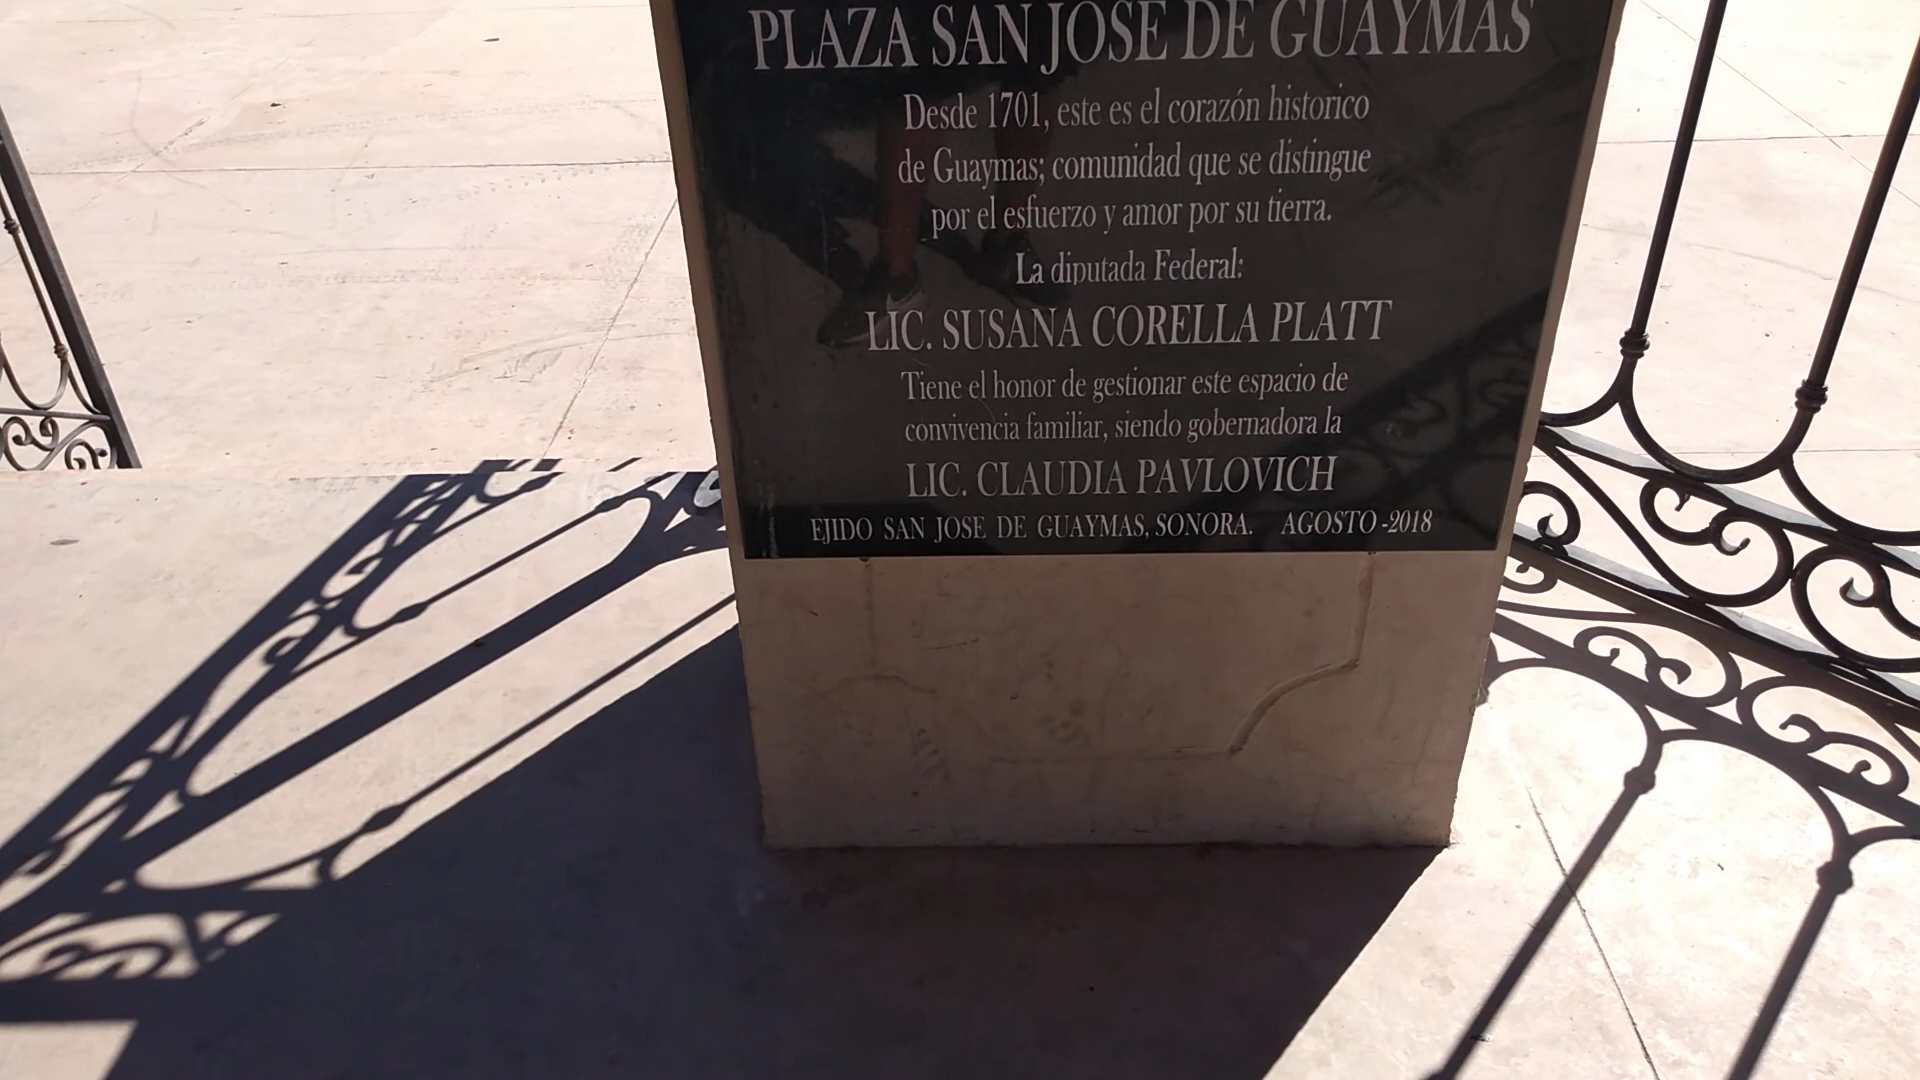 PLAZA SAN JOSE DE GUAYMAS
Desde 1701, este es el corazón historico
de Guaymas; comunidad que se distingue
por el esfuerzo y amor por su tierra.
La diputada Federal:
LIC. SUSANA CORELLA PLATT
Tiene el honor de gestionar este espacio de
convivencia familiar, siendo gobernadora la
LIC. CLAUDIA PAVLOVICH
EJIDO SAN JOSE DE GUAYMAS, SONORA. AGOSTO -2018